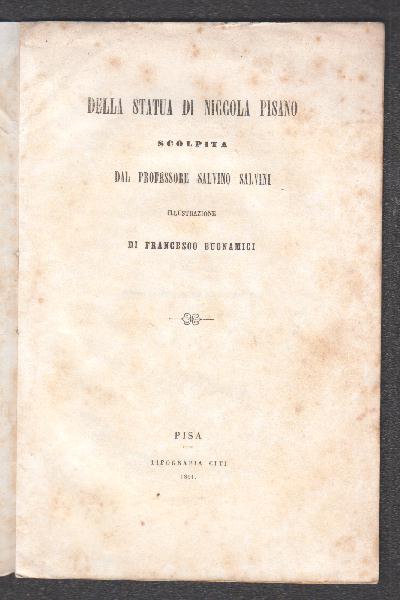 DELLA STATUA DI NICCOLA PISANO
SCOLPITA
DAL PROFESSORE SALVINO SALVINI
ILLUSTRAZIONE
DI FRANCESCO BUONAMICI
PISA
TIPOGRAFIA CITI